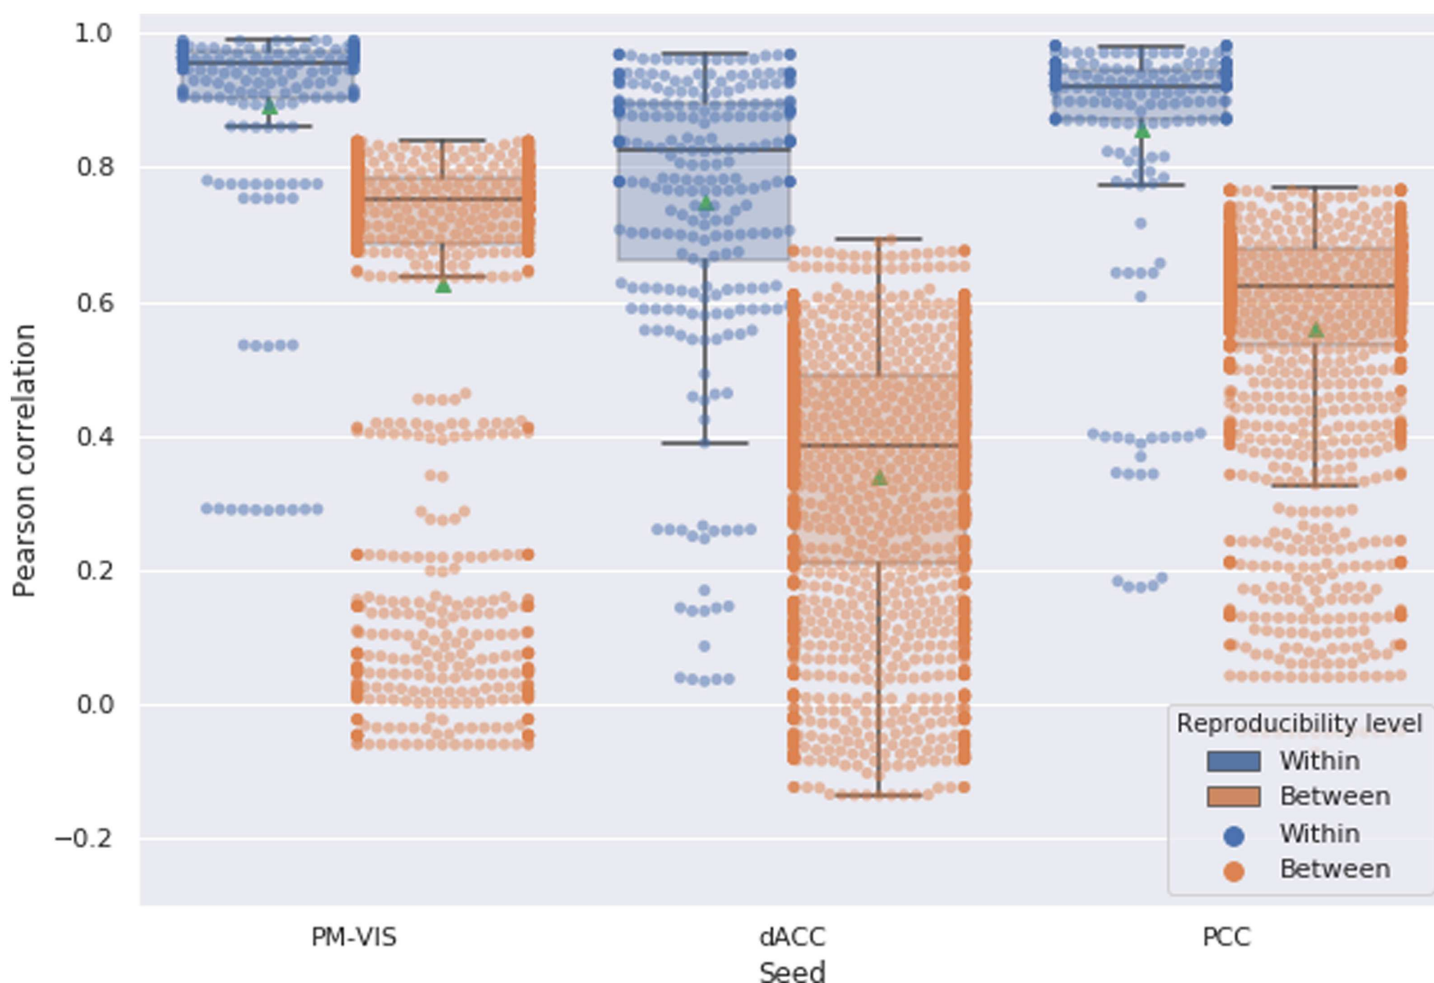 1.0
0.8
0.6
0.4
0.2
0.0
−0.2
Pearson correlation
PM-VIS
dACC
PCC
Seed
Reproducibility level
Within
Between
Within
Between